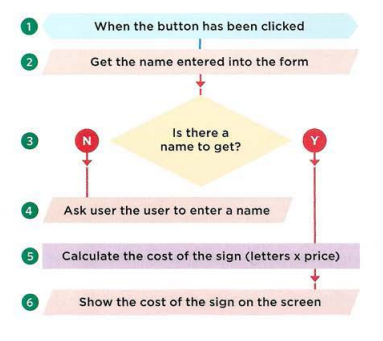 1 When the button has been clicked
2 Get the name entered into the form
Is there a
3 N name to get? Y
4 Ask user the user to enter a name
5 Calculate the cost of the sign (letters x price)
6 Show the cost of the sign on the screen